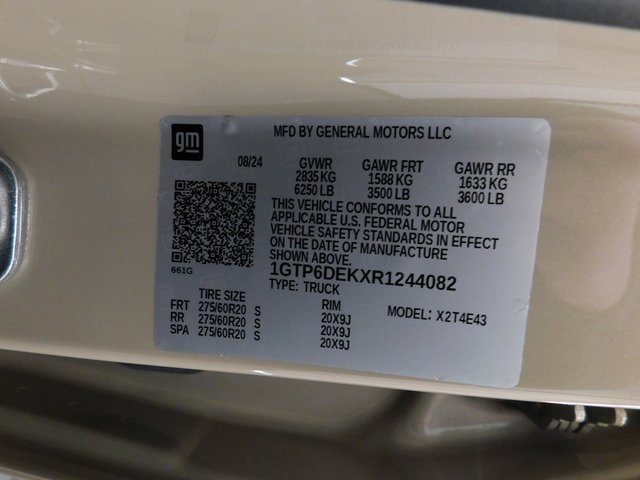 gm
MFD BY GENERAL MOTORS LLC
08/24 GVWR GAWR FRT GAWR RR
2835 KG 1588 KG 1633 KG
6250 LB 3500 LB 3600 LB
THIS VEHICLE CONFORMS TO ALL
APPLICABLE U.S. FEDERAL MOTOR
VEHICLE SAFETY STANDARDS IN EFFECT
ON THE DATE OF MANUFACTURE
SHOWN ABOVE.
661G
1GTP6DEKXR1244082
TYPE: TRUCK
TIRE SIZE RIM MODEL: X2T4E43
FRT 275/60R20 S 20X9J
RR 275/60R20 S 20X9J
SPA 275/60R20 S 20X9J